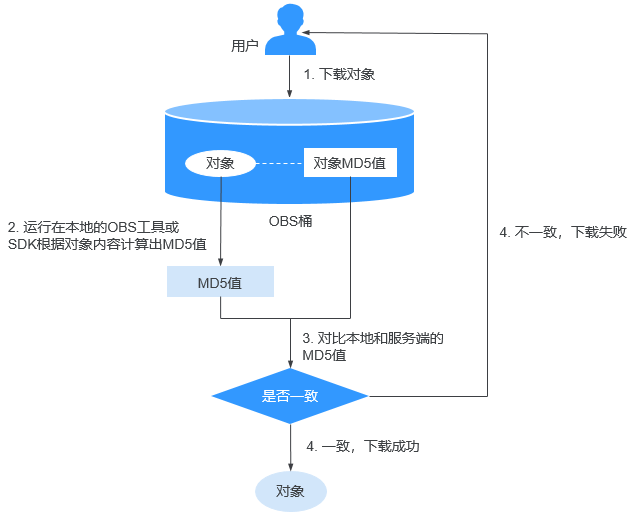 用户
1. 下载对象
对象
对象MD5值
OBS桶
2. 运行在本地的OBS工具或
SDK根据对象内容计算出MD5值
4. 不一致，下载失败
MD5值
3. 对比本地和服务端的
MD5值
是否一致
4. 一致，下载成功
对象